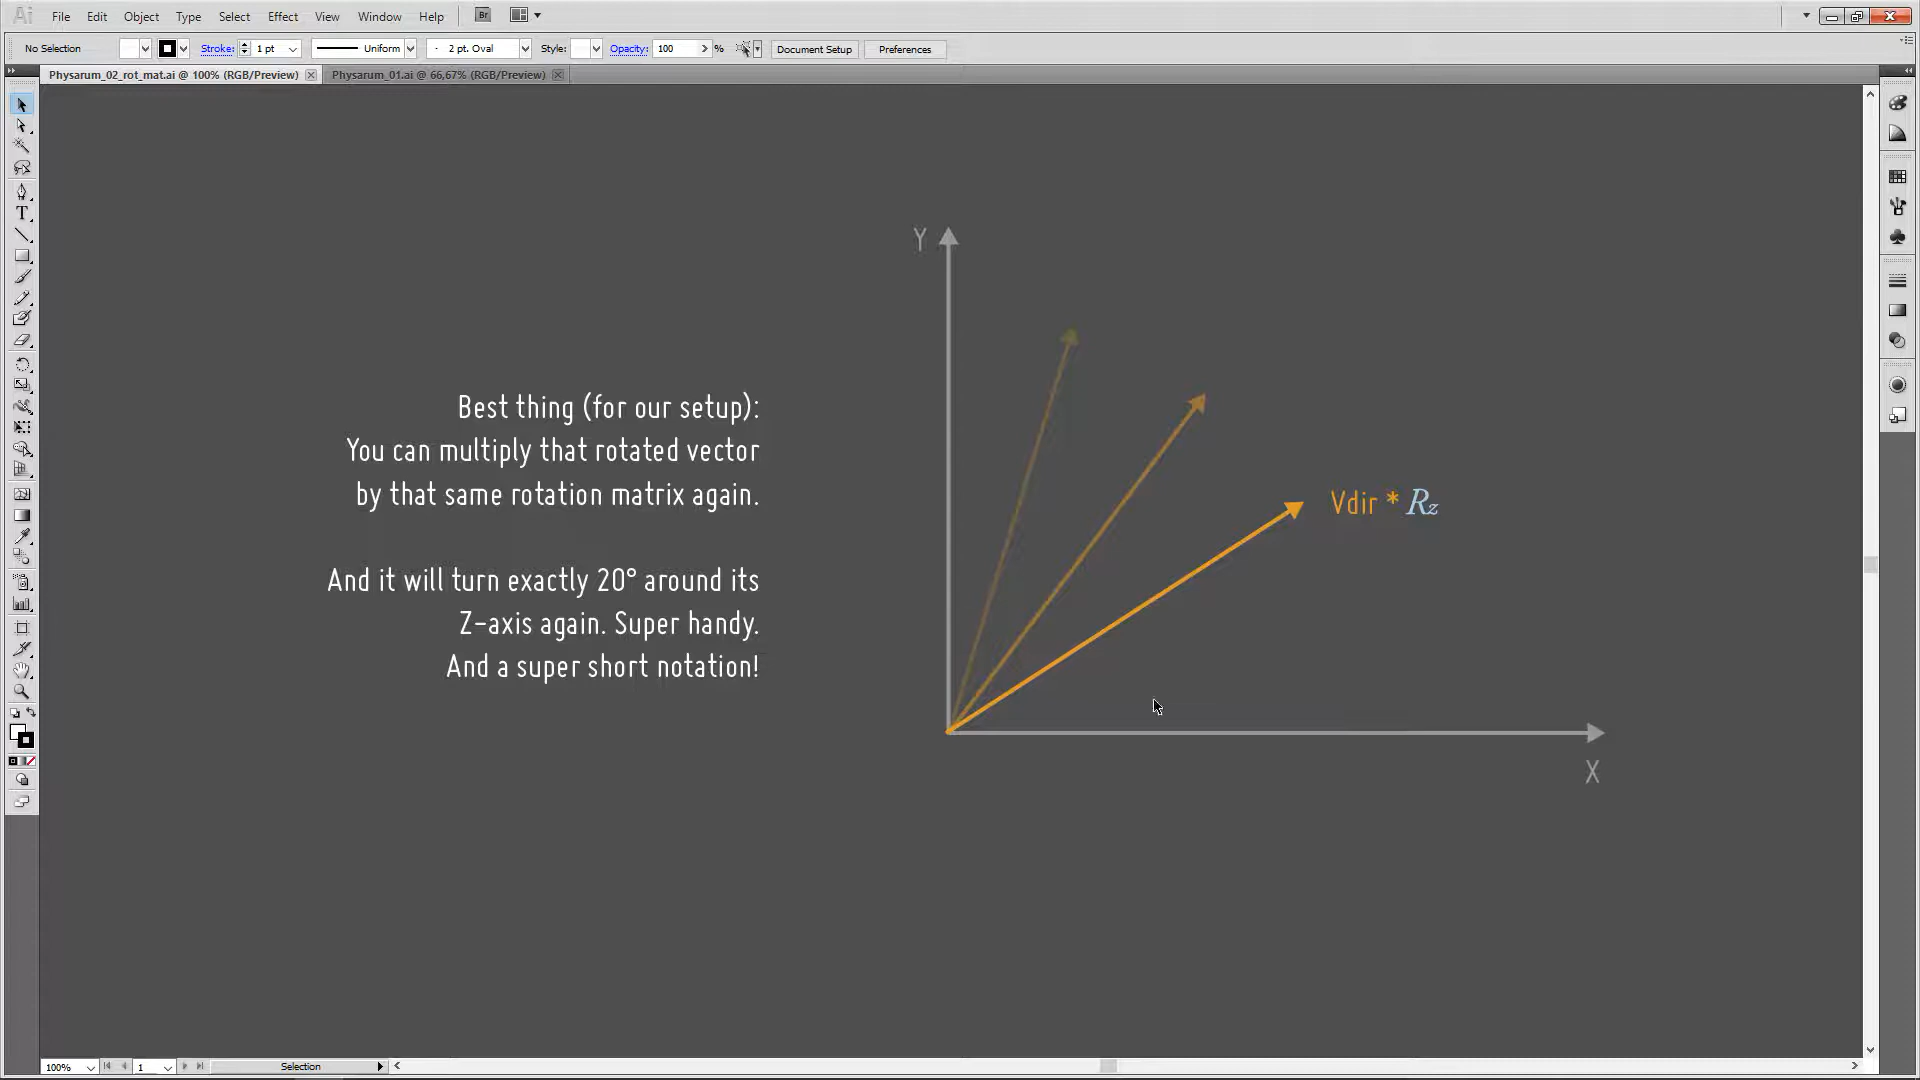 Ai File Edit Object Type Select Effect View Window Help Br
No Selection Stroke: 1 pt Uniform 2 pt. Oval Style: Opacity: 100 % Document Setup Preferences
Physarum_02_rot_mat.ai @ 100% (RGB/Preview) Physarum_01.ai @ 66,67% (RGB/Preview)
Y
Best thing (for our setup):
You can multiply that rotated vector
by that same rotation matrix again.
Vdir * Rz
And it will turn exactly 20° around its
Z-axis again. Super handy.
And a super short notation!
X
100% 1 Selection